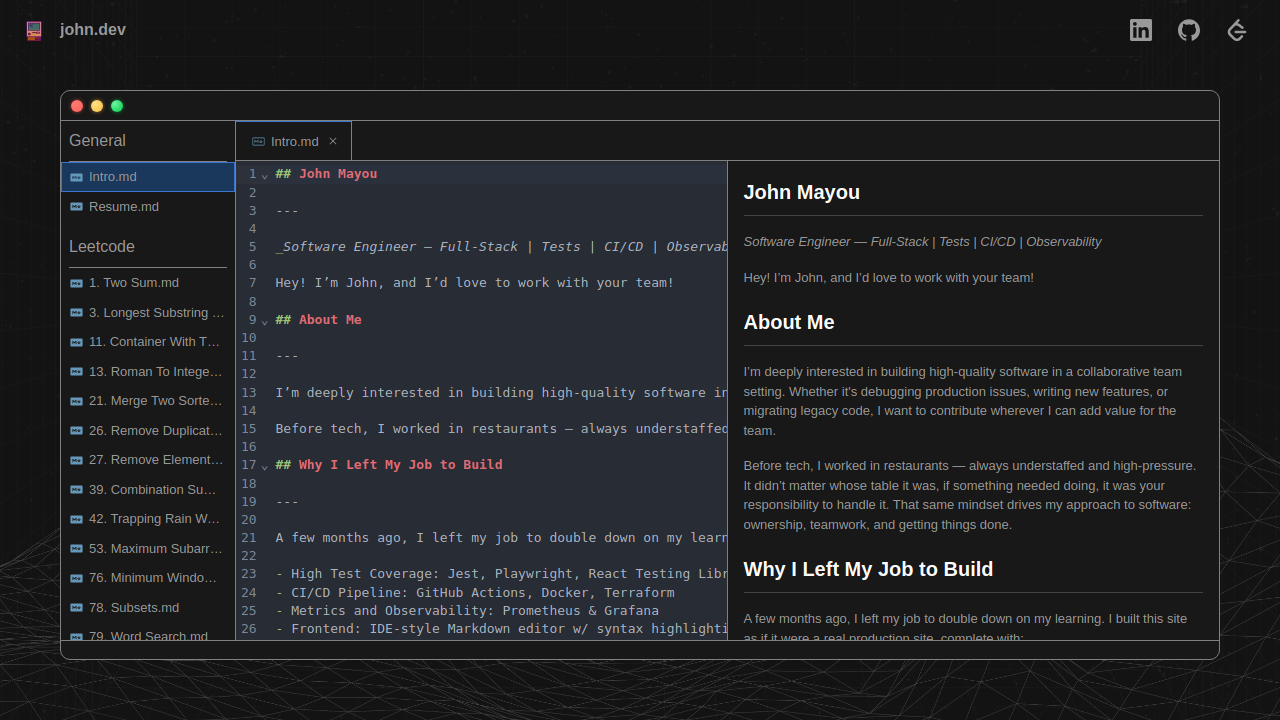 john.dev
General
Intro.md
Resume.md
Leetcode
1. Two Sum.md
3. Longest Substring …
11. Container With T…
13. Roman To Intege…
21. Merge Two Sorte…
26. Remove Duplicat…
27. Remove Element…
39. Combination Su…
42. Trapping Rain W…
53. Maximum Subarr…
76. Minimum Windo…
78. Subsets.md
79. Word Search.md
Intro.md ×
1 ## John Mayou
2
3 ---
4
5 _Software Engineer — Full-Stack | Tests | CI/CD | Observab
6
7 Hey! I’m John, and I’d love to work with your team!
8
9 ## About Me
10
11 ---
12
13 I’m deeply interested in building high-quality software in
14
15 Before tech, I worked in restaurants — always understaffed
16
17 ## Why I Left My Job to Build
18
19 ---
20
21 A few months ago, I left my job to double down on my learn
22
23 - High Test Coverage: Jest, Playwright, React Testing Libr
24 - CI/CD Pipeline: GitHub Actions, Docker, Terraform
25 - Metrics and Observability: Prometheus & Grafana
26 - Frontend: IDE-style Markdown editor w/ syntax highlighti
John Mayou
Software Engineer — Full-Stack | Tests | CI/CD | Observability
Hey! I’m John, and I’d love to work with your team!
About Me
I’m deeply interested in building high-quality software in a collaborative team
setting. Whether it's debugging production issues, writing new features, or
migrating legacy code, I want to contribute wherever I can add value for the
team.
Before tech, I worked in restaurants — always understaffed and high-pressure.
It didn’t matter whose table it was, if something needed doing, it was your
responsibility to handle it. That same mindset drives my approach to software:
ownership, teamwork, and getting things done.
Why I Left My Job to Build
A few months ago, I left my job to double down on my learning. I built this site
as if it were a real production site, complete with: